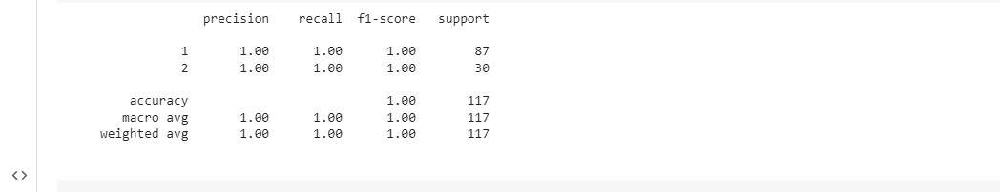 precision recall f1-score support
1 1.00 1.00 1.00 87
2 1.00 1.00 1.00 30
accuracy 1.00 117
macro avg 1.00 1.00 1.00 117
weighted avg 1.00 1.00 1.00 117
<>